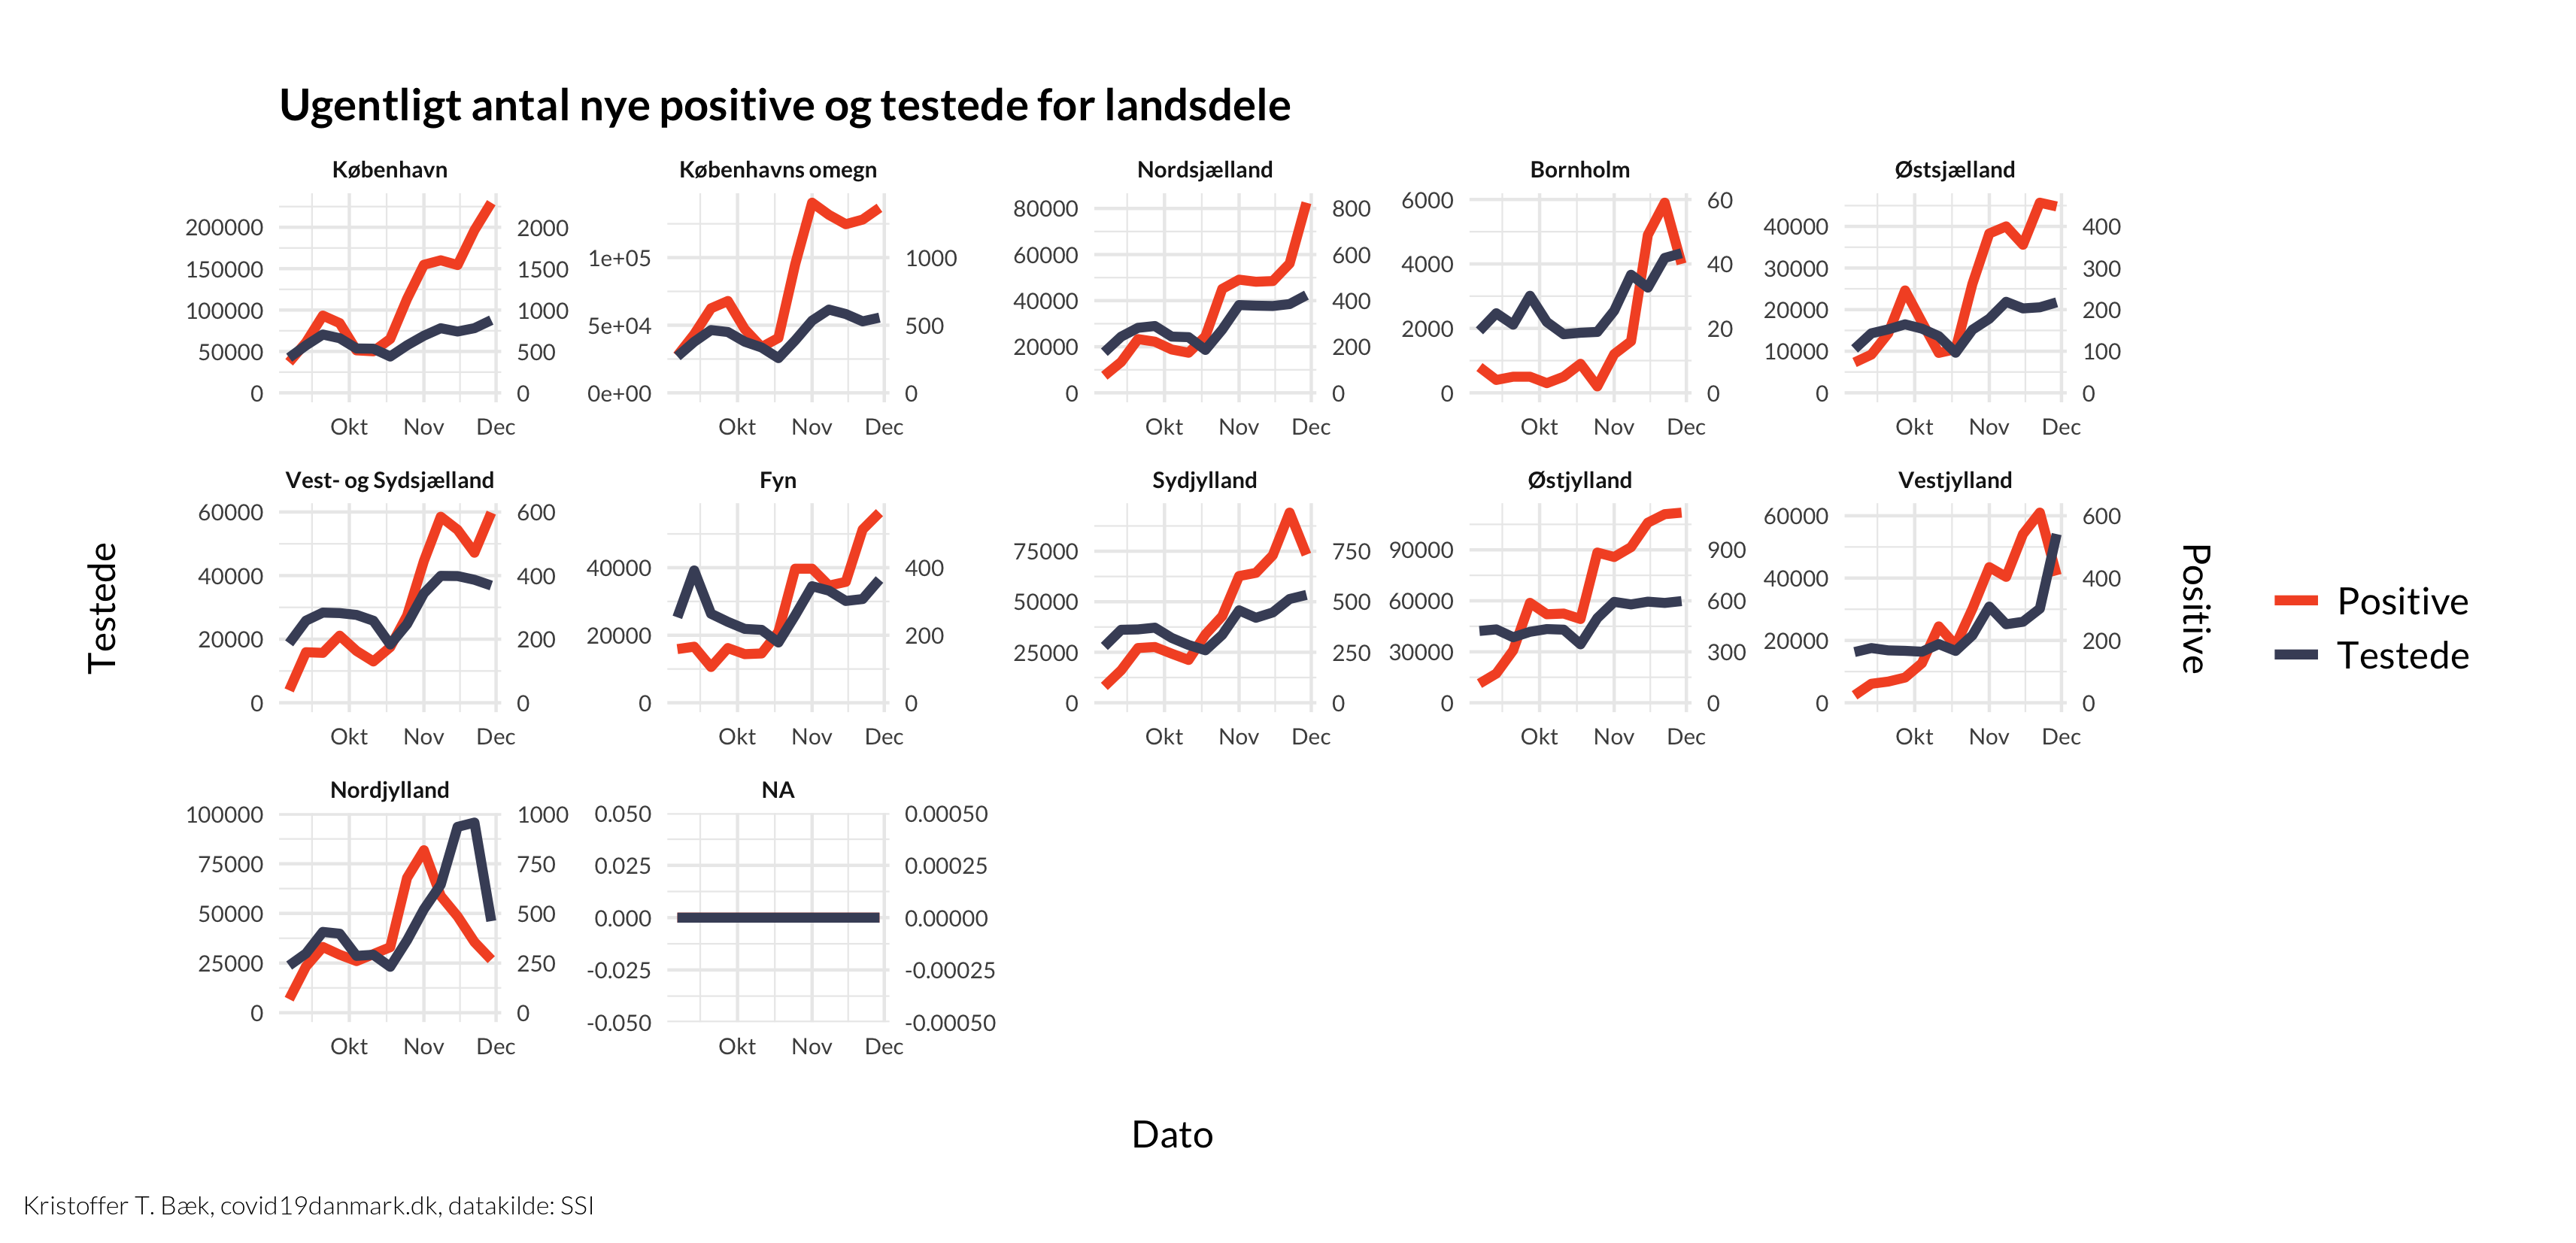 Ugentligt antal nye positive og testede for landsdele
København
Københavns omegn
Nordsjælland
Bornholm
Østsjælland
200000
150000
100000
50000
0
2000
1500
1000
500
0
1e+05
5e+04
0e+00
1000
500
0
80000
60000
40000
20000
0
800
600
400
200
0
6000
4000
2000
0
60
40
20
0
40000
30000
20000
10000
0
400
300
200
100
0
Okt Nov Dec
Okt Nov Dec
Okt Nov Dec
Okt Nov Dec
Okt Nov Dec
Vest- og Sydsjælland
Fyn
Sydjylland
Østjylland
Vestjylland
60000
40000
20000
0
600
400
200
0
40000
20000
0
400
200
0
75000
50000
25000
0
750
500
250
0
90000
60000
30000
0
900
600
300
0
60000
40000
20000
0
600
400
200
0
Okt Nov Dec
Okt Nov Dec
Okt Nov Dec
Okt Nov Dec
Okt Nov Dec
Nordjylland
NA
100000
75000
50000
25000
0
1000
750
500
250
0
0.050
0.025
0.000
-0.025
-0.050
0.00050
0.00025
0.00000
-0.00025
-0.00050
Okt Nov Dec
Okt Nov Dec
Testede
Positive
Positive
Testede
Dato
Kristoffer T. Bæk, covid19danmark.dk, datakilde: SSI